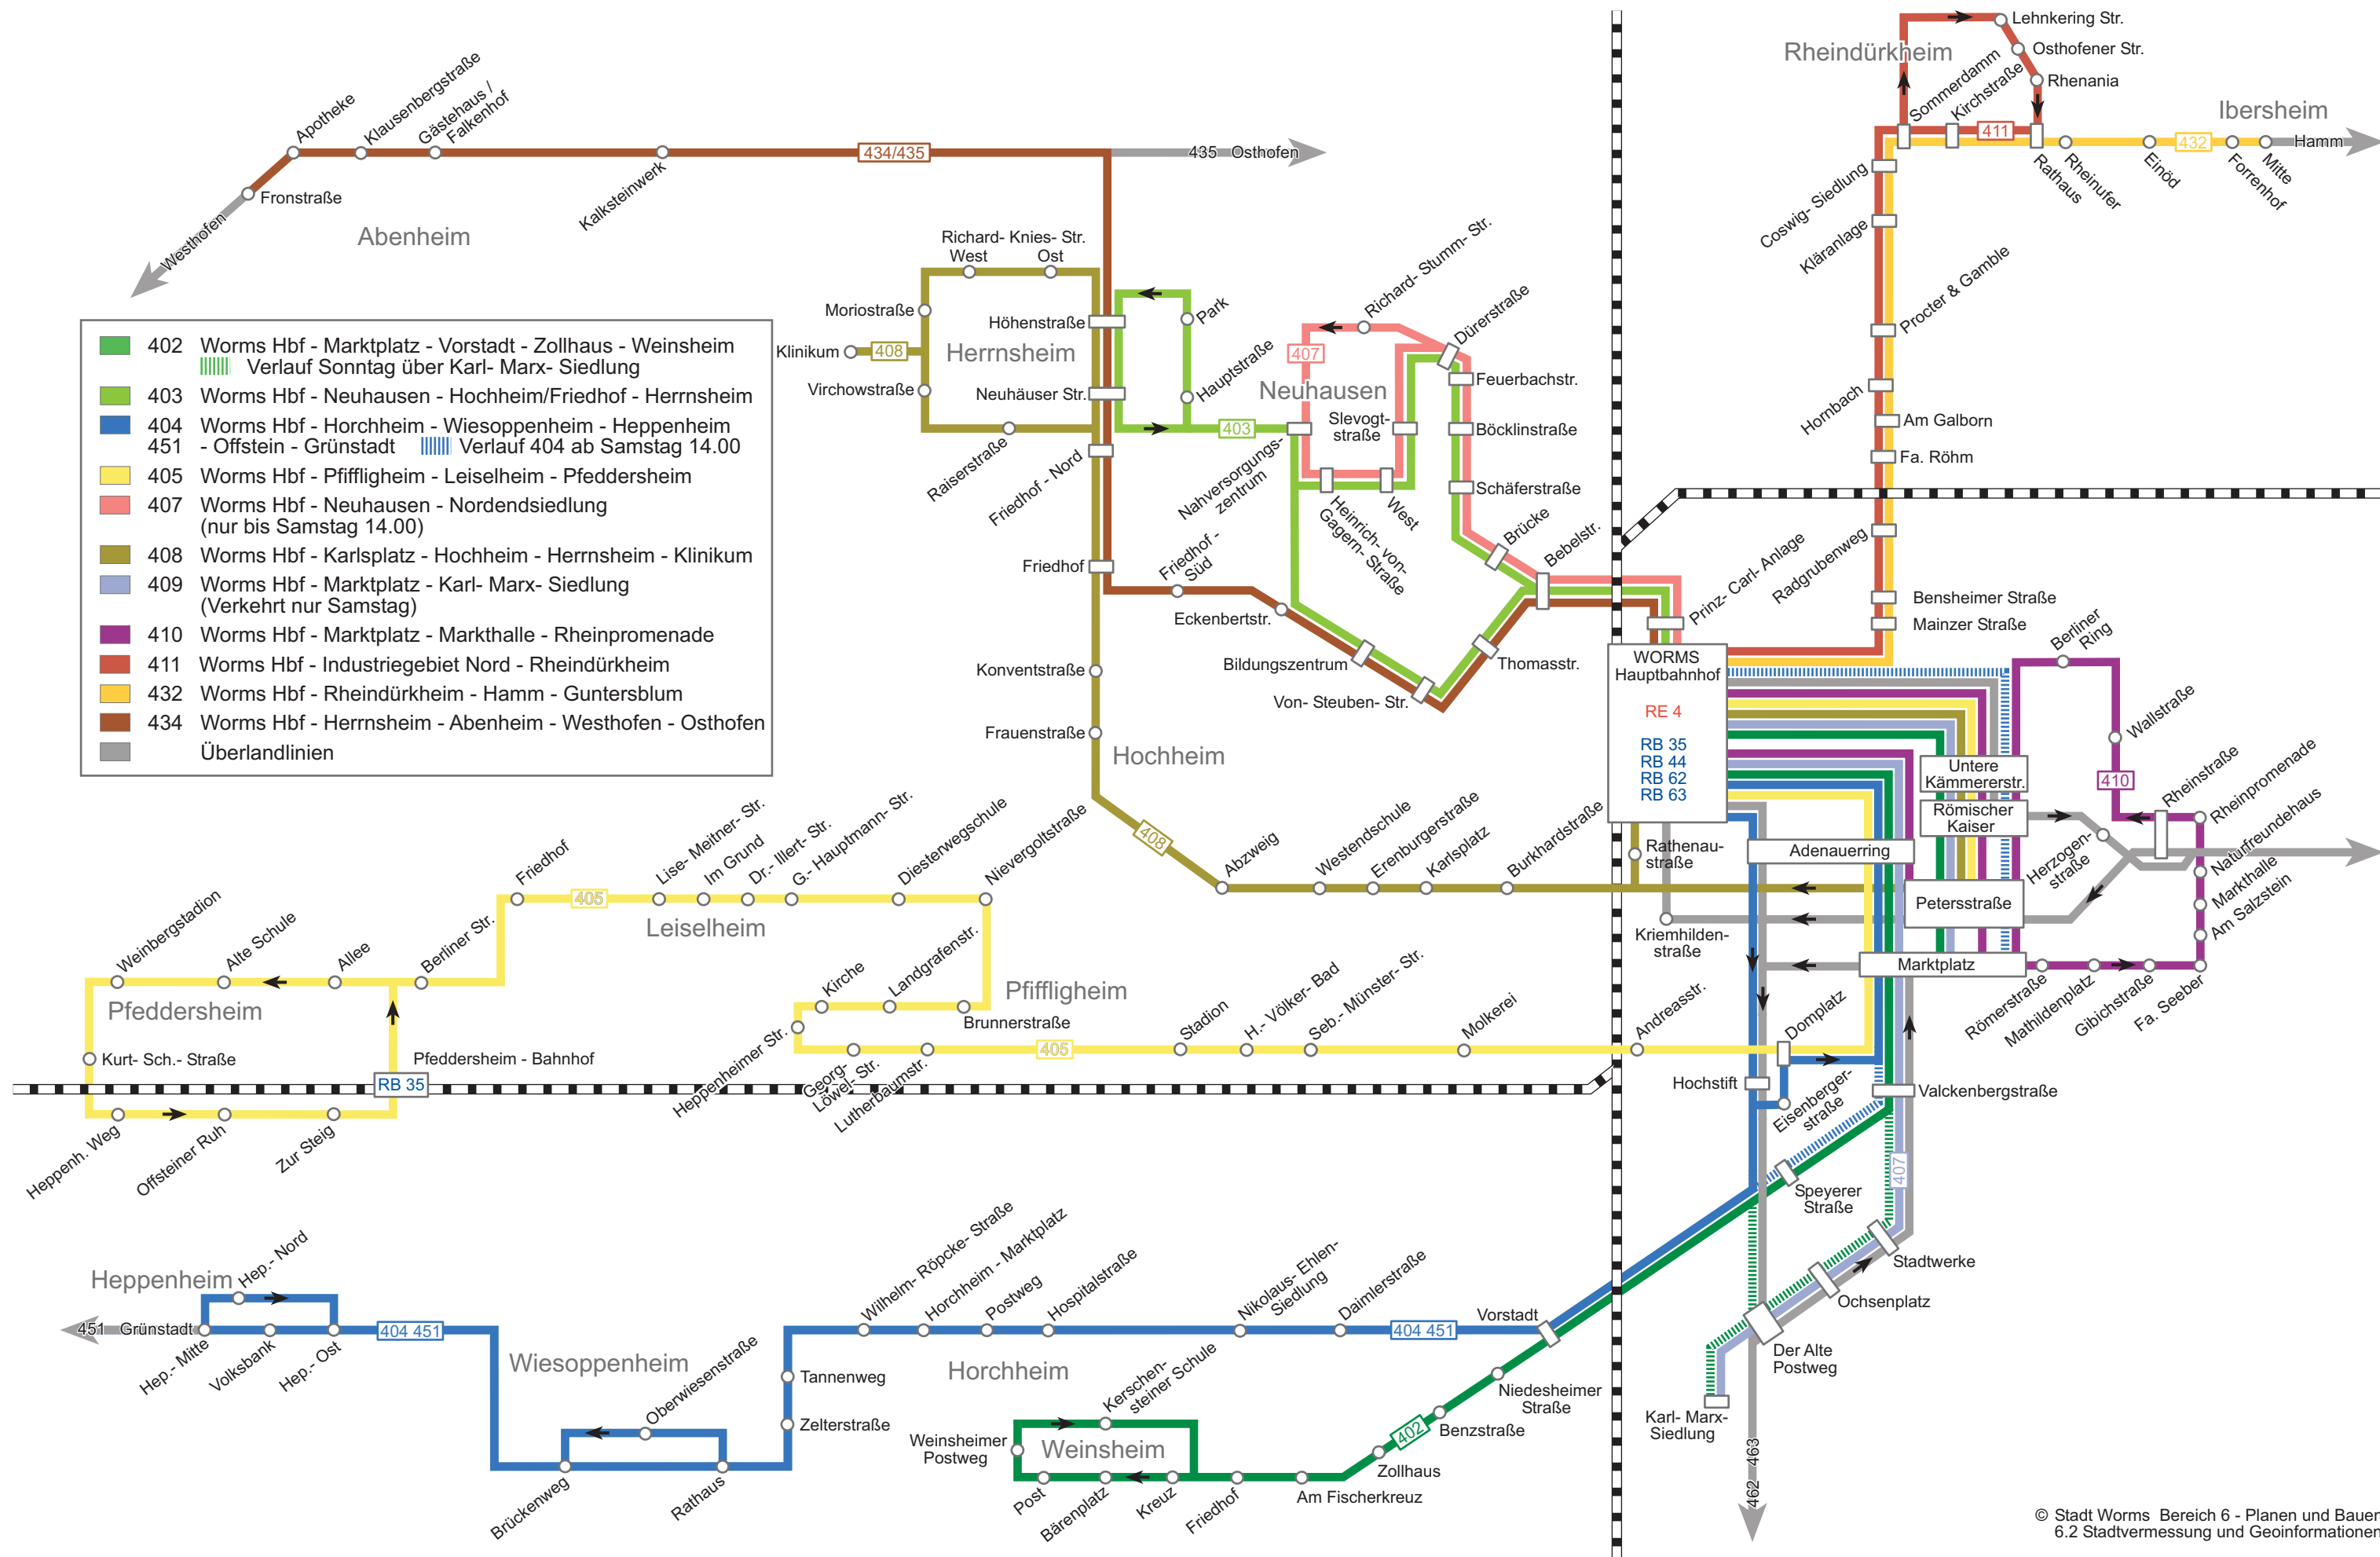 Lehnkering Str.
Osthofener Str.
Rheindürkheim
Sommerdamm
Kirchstraße
Rhenania
Ibersheim
411
432
Hamm
Rathaus
Rheinufer
Einöd
Forrenhof
Mitte
Coswig- Siedlung
Kläranlage
Procter & Gamble
Hornbach
Am Galborn
Fa. Röhm
Radgrubenweg
Bensheimer Straße
Mainzer Straße
Apotheke
Klausenbergstraße
Gästehaus /
Falkenhof
Kalksteinwerk
434/435
435 Osthofen
Fronstraße
Westhofen
Abenheim
Richard- Knies- Str.
West
Ost
Moriostraße
Klinikum
408
Herrnsheim
Virchowstraße
Raiserstraße
Höhenstraße
Neuhäuser Str.
Friedhof - Nord
Park
Hauptstraße
403
Richard- Stumm- Str.
407
Neuhausen
Dürerstraße
Feuerbachstr.
Slevogt-
straße
Böcklinstraße
Nahversorgungs-
zentrum
Heinrich- von-
Gagern- Straße
West
Schäferstraße
Brücke
Bebelstr.
Prinz- Carl- Anlage
Friedhof
Friedhof -
Süd
Eckenbertstr.
Bildungszentrum
Von- Steuben- Str.
Thomasstr.
Konventstraße
Frauenstraße
Hochheim
402 Worms Hbf - Marktplatz - Vorstadt - Zollhaus - Weinsheim
Verlauf Sonntag über Karl- Marx- Siedlung
403 Worms Hbf - Neuhausen - Hochheim/Friedhof - Herrnsheim
404 Worms Hbf - Horchheim - Wiesoppenheim - Heppenheim
451 - Offstein - Grünstadt Verlauf 404 ab Samstag 14.00
405 Worms Hbf - Pfiffligheim - Leiselheim - Pfeddersheim
407 Worms Hbf - Neuhausen - Nordendsiedlung
(nur bis Samstag 14.00)
408 Worms Hbf - Karlsplatz - Hochheim - Herrnsheim - Klinikum
409 Worms Hbf - Marktplatz - Karl- Marx- Siedlung
(Verkehrt nur Samstag)
410 Worms Hbf - Marktplatz - Markthalle - Rheinpromenade
411 Worms Hbf - Industriegebiet Nord - Rheindürkheim
432 Worms Hbf - Rheindürkheim - Hamm - Guntersblum
434 Worms Hbf - Herrnsheim - Abenheim - Westhofen - Osthofen
Überlandlinien
WORMS
Hauptbahnhof
RE 4
RB 35
RB 44
RB 62
RB 63
Berliner
Ring
Wallstraße
410
Rheinstraße
Rheinpromenade
Naturfreundehaus
Markthalle
Am Salzstein
Untere
Kämmererstr.
Römischer
Kaiser
Herzogen-
straße
Adenauerring
Petersstraße
Marktplatz
Römerstraße
Mathildenplatz
Gibichstraße
Fa. Seeber
Rathenau-
straße
Kriemhilden-
straße
408
Abzweig
Westendschule
Erenburgerstraße
Karlsplatz
Burkhardstraße
Friedhof
405
Lise- Meitner- Str.
Im Grund
Dr.- Illert- Str.
G.- Hauptmann- Str.
Diesterwegschule
Nievergoltstraße
Leiselheim
Weinbergstadion
Alte Schule
Allee
Berliner Str.
Pfeddersheim
Kurt- Sch.- Straße
Pfeddersheim - Bahnhof
RB 35
Heppenh. Weg
Offsteiner Ruh
Zur Steig
Kirche
Landgrafenstr.
Pfiffligheim
Brunnerstraße
Heppenheimer Str.
Georg-
Löwel- Str.
Lutherbaumstr.
405
Stadion
H.- Völker- Bad
Seb.- Münster- Str.
Molkerei
Andreasstr.
Domplatz
Hochstift
Eisenberger-
straße
Valckenbergstraße
407
Speyerer
Straße
Stadtwerke
Ochsenplatz
Der Alte
Postweg
Karl- Marx-
Siedlung
462 463
Heppenheim
Hep.- Nord
451 Grünstadt
Hep.- Mitte
Volksbank
Hep.- Ost
404 451
Wiesoppenheim
Oberwiesenstraße
Brückenweg
Rathaus
Tannenweg
Zelterstraße
Wilhelm- Röpcke- Straße
Horchheim - Marktplatz
Postweg
Hospitalstraße
Nikolaus- Ehlen-
Siedlung
Daimlerstraße
404 451
Vorstadt
Horchheim
Kerschen-
steiner Schule
Weinsheimer
Postweg
Weinsheim
Post
Bärenplatz
Kreuz
Friedhof
Am Fischerkreuz
Zollhaus
402
Benzstraße
Niedesheimer
Straße
© Stadt Worms Bereich 6 - Planen und Bauen
6.2 Stadtvermessung und Geoinformationen